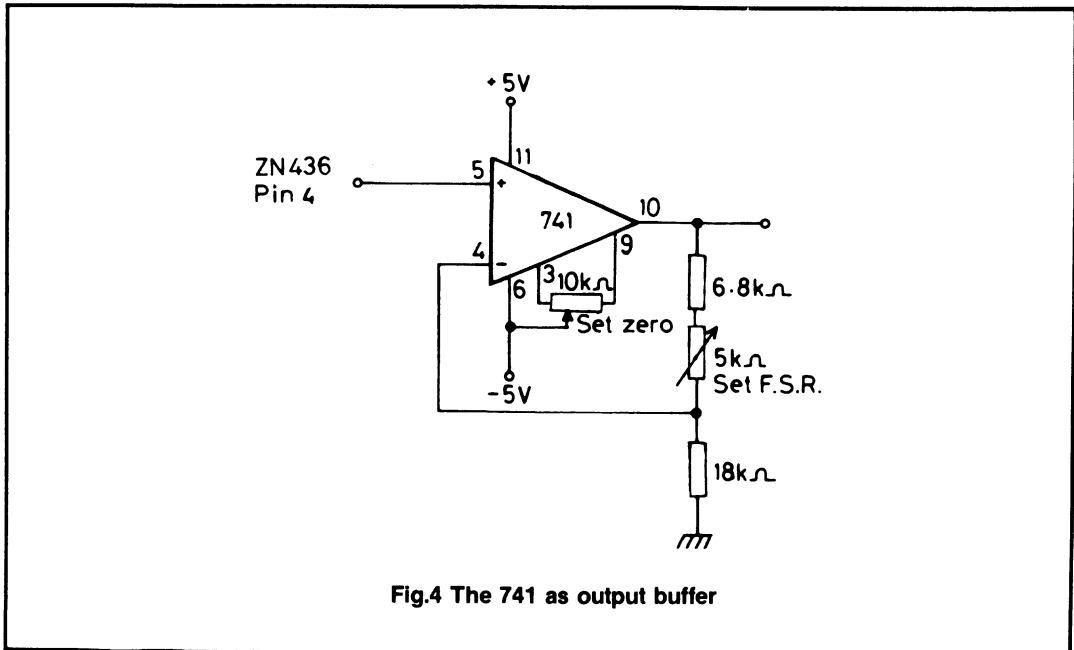 +5V
11
ZN436
Pin 4
5
+
741
10
4
-
9
3
10kΩ
6
Set zero
-5V
6·8kΩ
5kΩ
Set F.S.R.
18kΩ
Fig.4 The 741 as output buffer